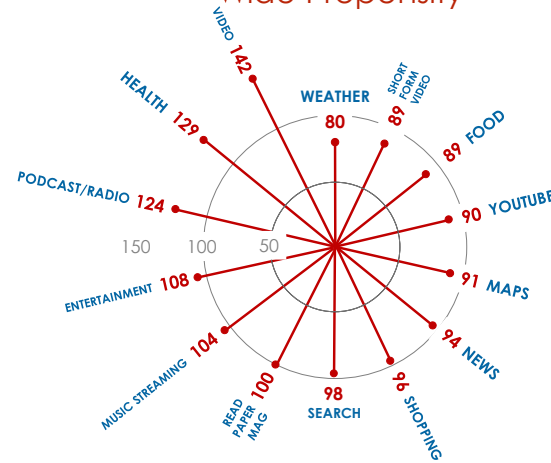 Wide Propensity
VIDEO 142
WEATHER
80
SHORT
FORM
VIDEO
89
89 FOOD
90 YOUTUBE
91 MAPS
94 NEWS
96 SHOPPING
98
SEARCH
100
READ
PAPER
MAG
104
MUSIC STREAMING
108
ENTERTAINMENT
124
PODCAST/RADIO
129
HEALTH
150 100 50